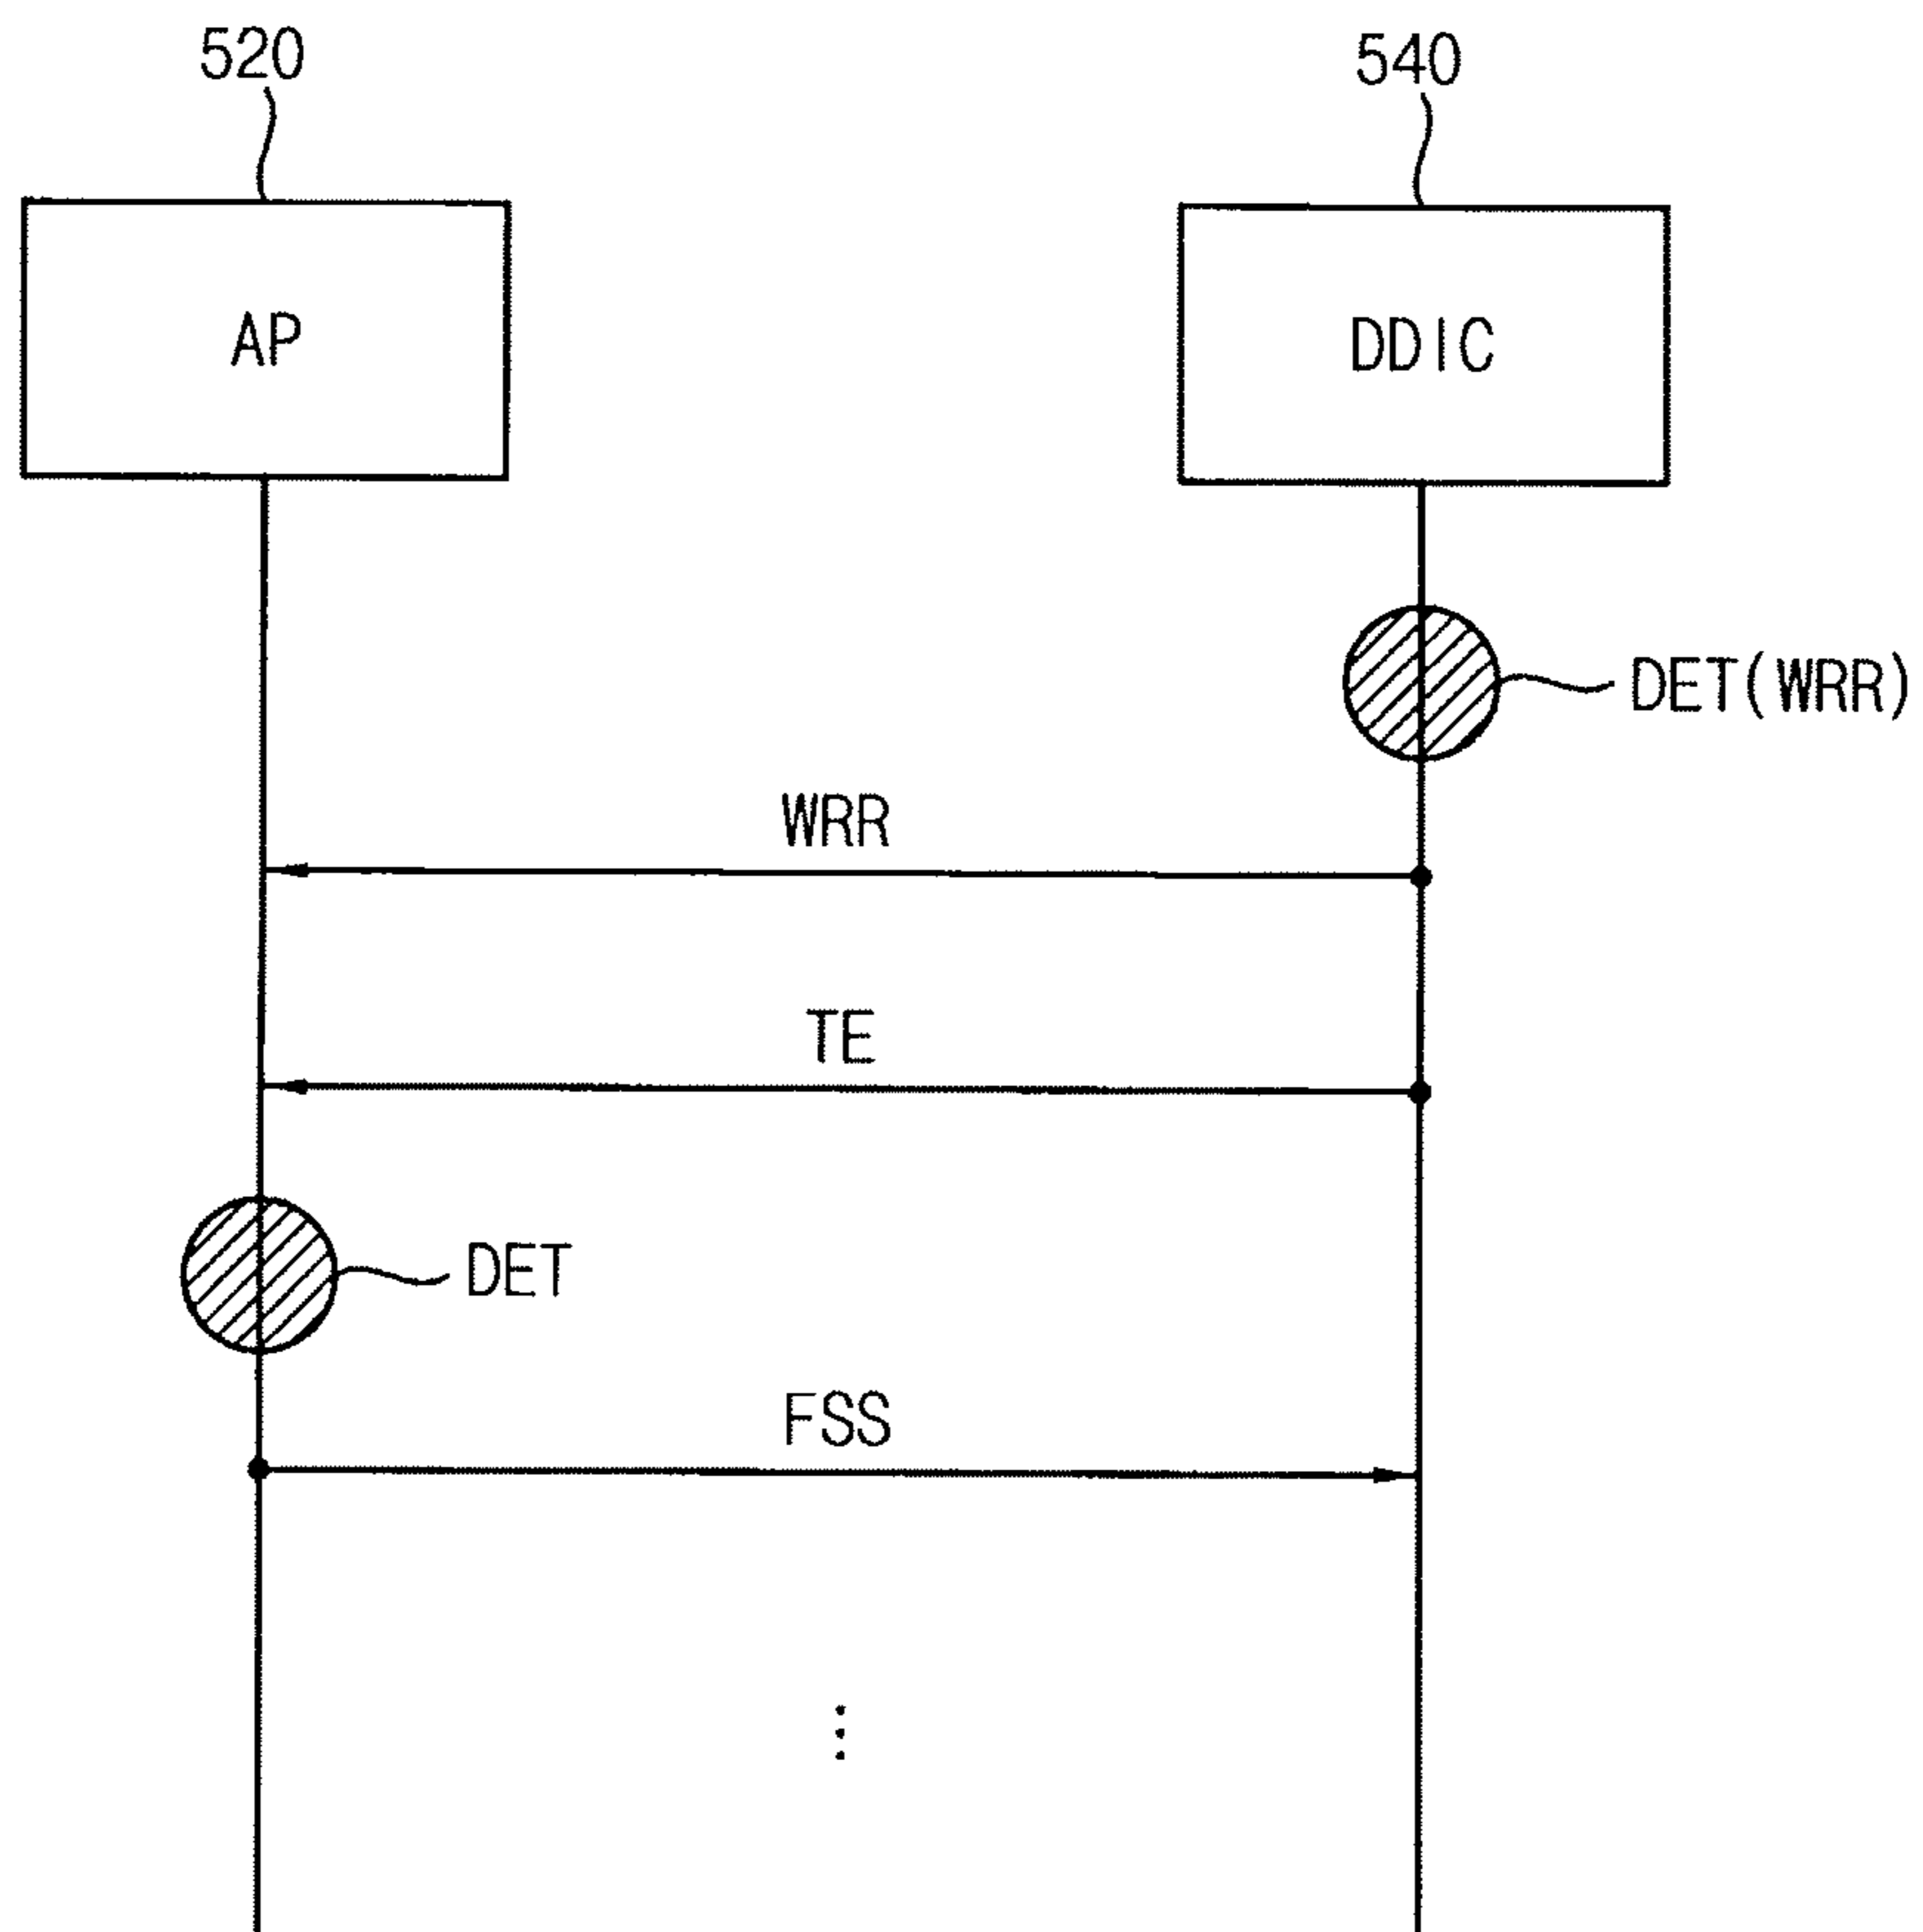 520
540
AP
DDIC
DET(WRR)
WRR
TE
DET
FSS